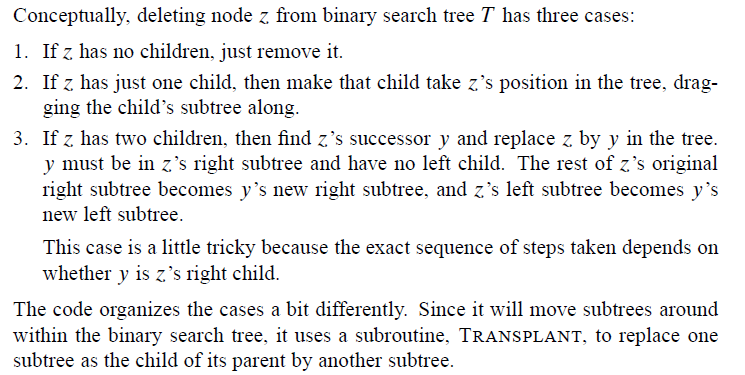 Conceptually, deleting node z from binary search tree T has three cases:
1. If z has no children, just remove it.
2. If z has just one child, then make that child take z’s position in the tree, drag-
ging the child’s subtree along.
3. If z has two children, then find z’s successor y and replace z by y in the tree.
y must be in z’s right subtree and have no left child. The rest of z’s original
right subtree becomes y’s new right subtree, and z’s left subtree becomes y’s
new left subtree.
This case is a little tricky because the exact sequence of steps taken depends on
whether y is z’s right child.
The code organizes the cases a bit differently. Since it will move subtrees around
within the binary search tree, it uses a subroutine, TRANSPLANT, to replace one
subtree as the child of its parent by another subtree.